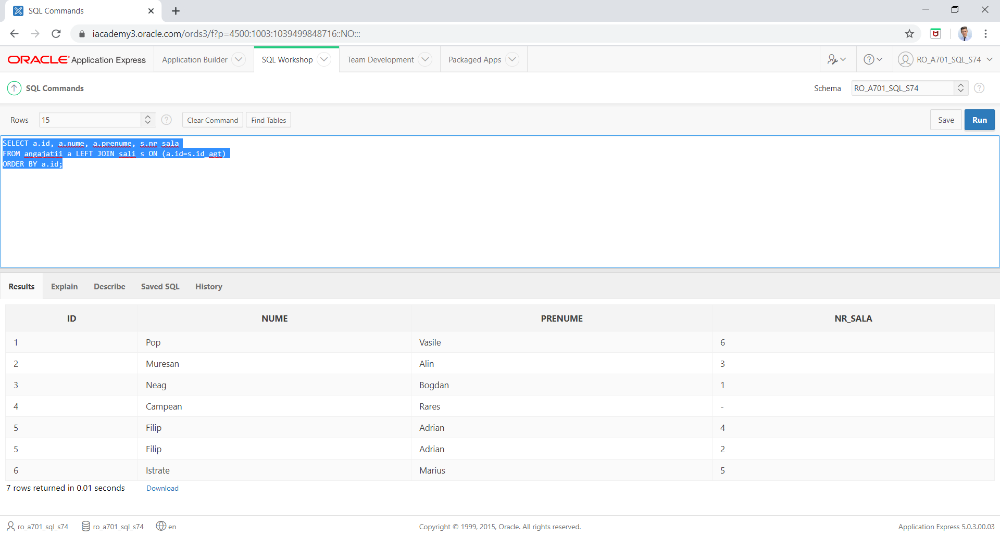 SQL Commands
iacademy3.oracle.com/ords3/f?p=4500:1003:1039499848716::NO:::
ORACLE Application Express Application Builder SQL Workshop Team Development Packaged Apps RO_A701_SQL_S74
SQL Commands Schema RO_A701_SQL_S74
Rows 15 Clear Command Find Tables Save Run
SELECT a.id, a.nume, a.prenume, s.nr_sala
FROM angajatii a LEFT JOIN sali s ON (a.id=s.id_agt)
ORDER BY a.id;
Results Explain Describe Saved SQL History
ID NUME PRENUME NR_SALA
1 Pop Vasile 6
2 Muresan Alin 3
3 Neag Bogdan 1
4 Campean Rares -
5 Filip Adrian 4
5 Filip Adrian 2
6 Istrate Marius 5
7 rows returned in 0.01 seconds Download
ro_a701_sql_s74 ro_a701_sql_s74 en Copyright © 1999, 2015, Oracle. All rights reserved. Application Express 5.0.3.00.03